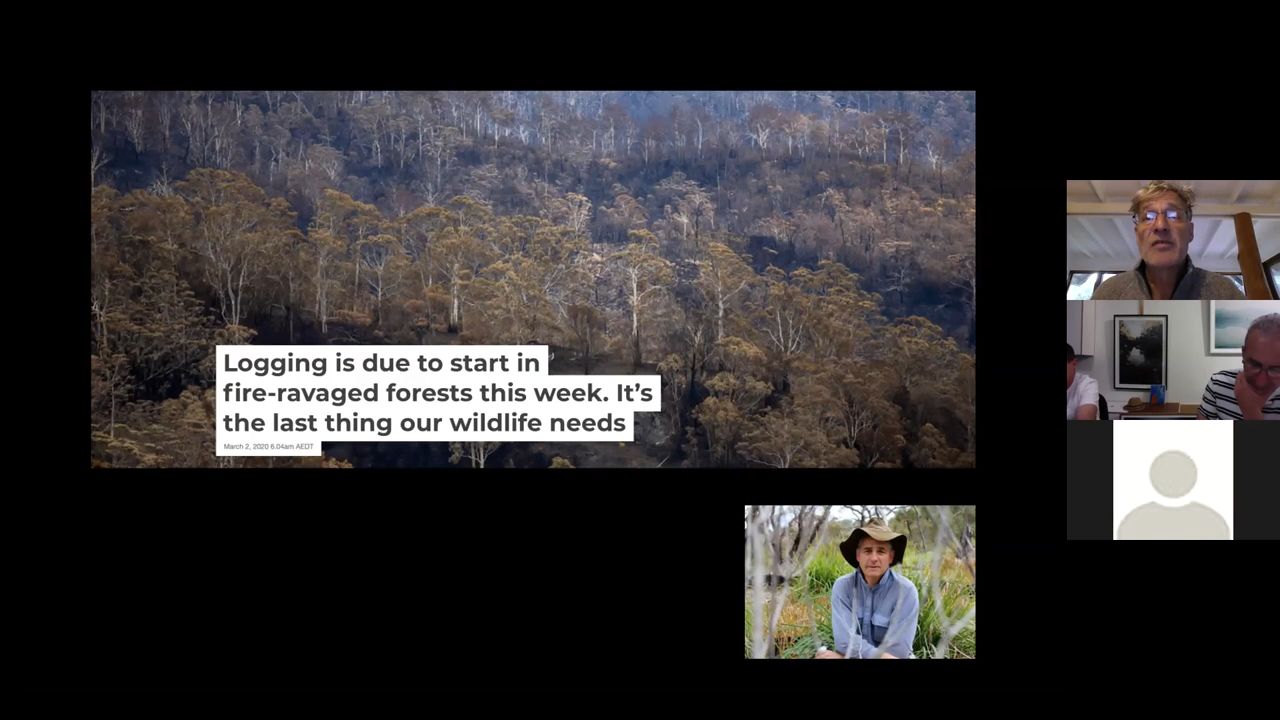 Logging is due to start in
fire-ravaged forests this week. It's
the last thing our wildlife needs
March 2, 2020 6.04am AEDT